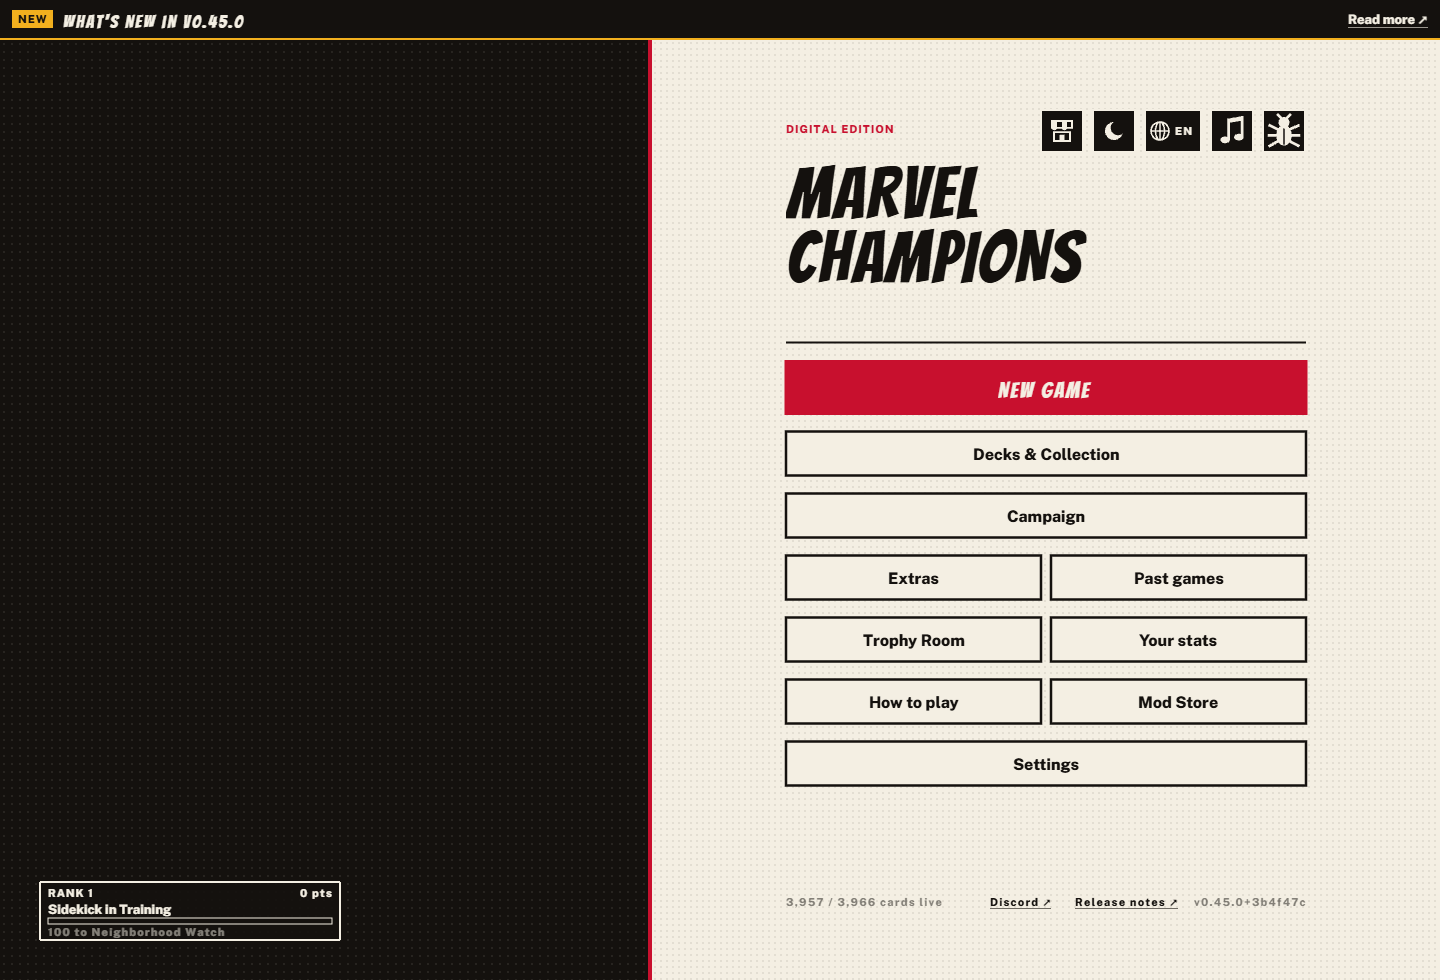 NEW WHAT'S NEW IN V0.45.0
Read more ↗
DIGITAL EDITION
EN
MARVEL
CHAMPIONS
NEW GAME
Decks & Collection
Campaign
Extras
Past games
Trophy Room
Your stats
How to play
Mod Store
Settings
RANK 1
0 pts
Sidekick in Training
100 to Neighborhood Watch
3,957 / 3,966 cards live
Discord ↗
Release notes ↗
v0.45.0+3b4f47c